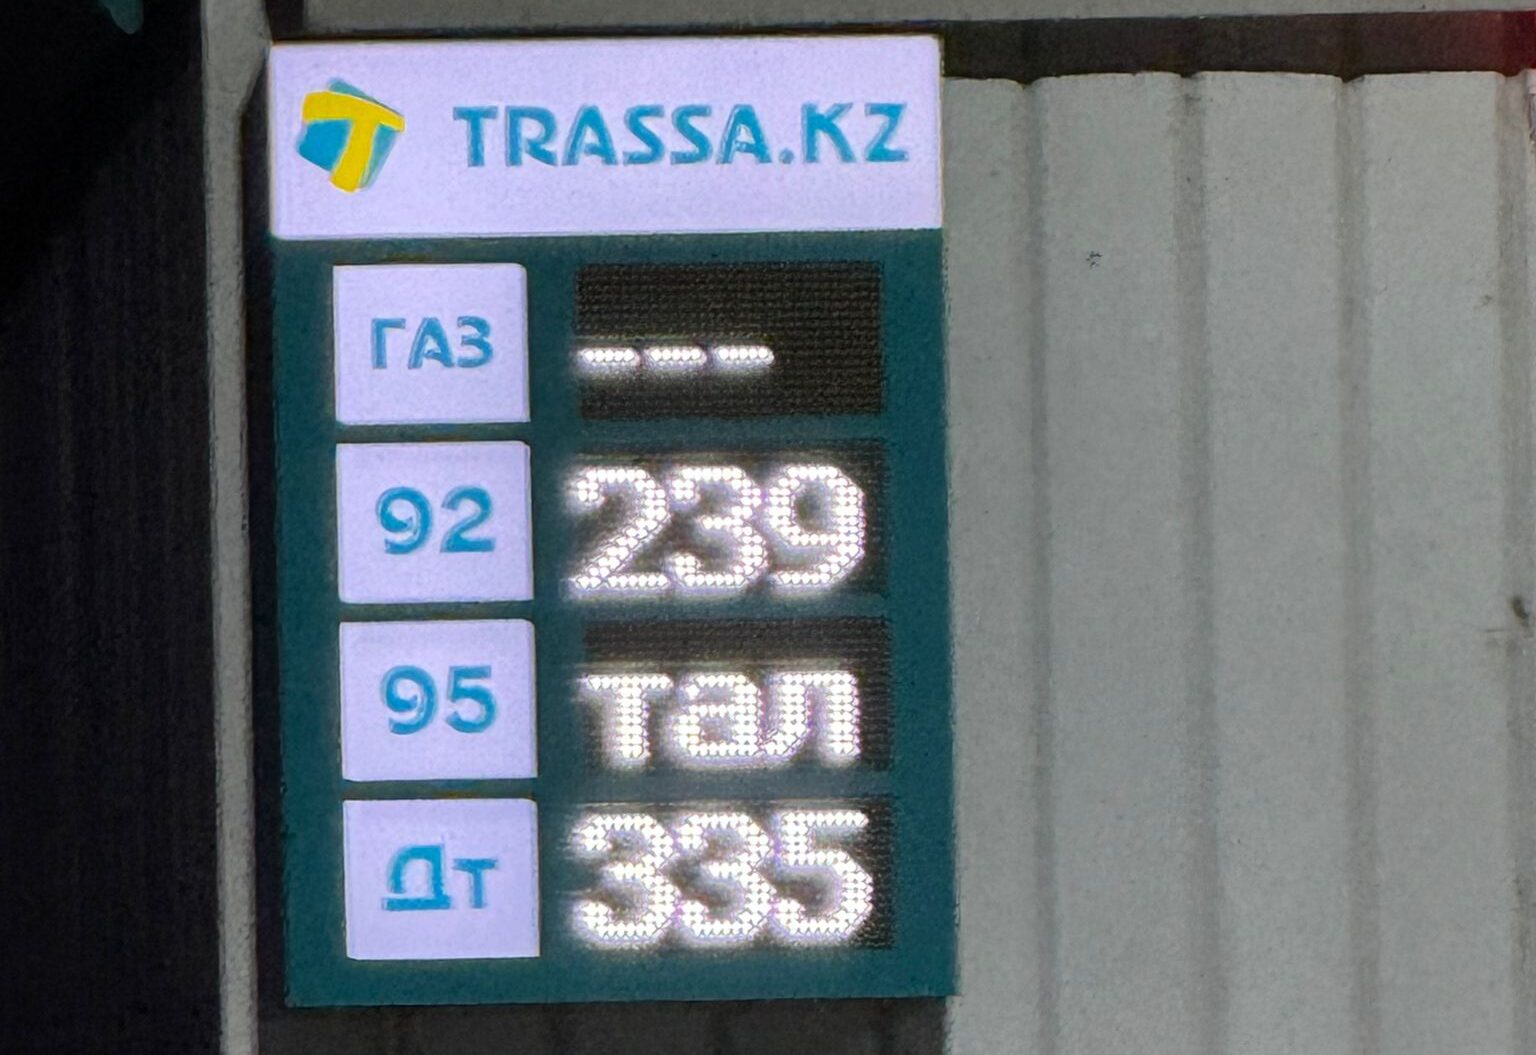 TRASSA.KZ
ГАЗ ---
92 239
95 тал
Дт 335